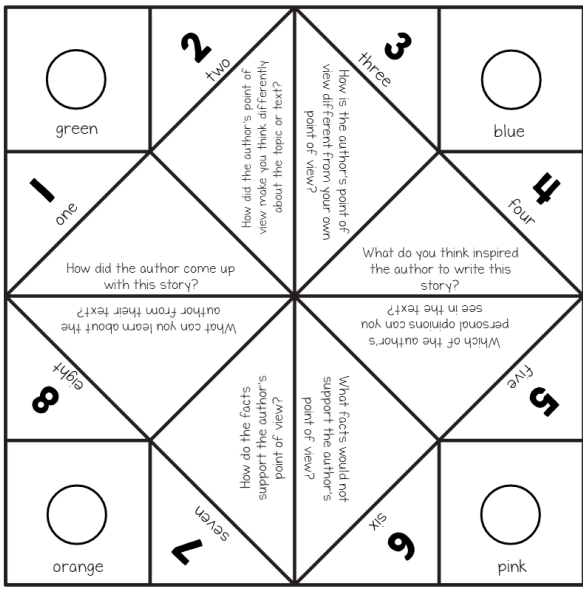 green
2
two
3
three
blue
1
one
4
four
How did the author's point of
view make you think differently
about the topic or text?
How is the author's point of
view different from your own
point of view?
How did the author come up
with this story?
What do you think inspired
the author to write this
story?
What can you learn about the
author from their text?
Which of the author's
personal opinions can you
see in the text?
8
eight
five
5
How do the facts
support the author's
point of view?
What facts would not
support the author's
point of view?
orange
7
seven
six
6
pink